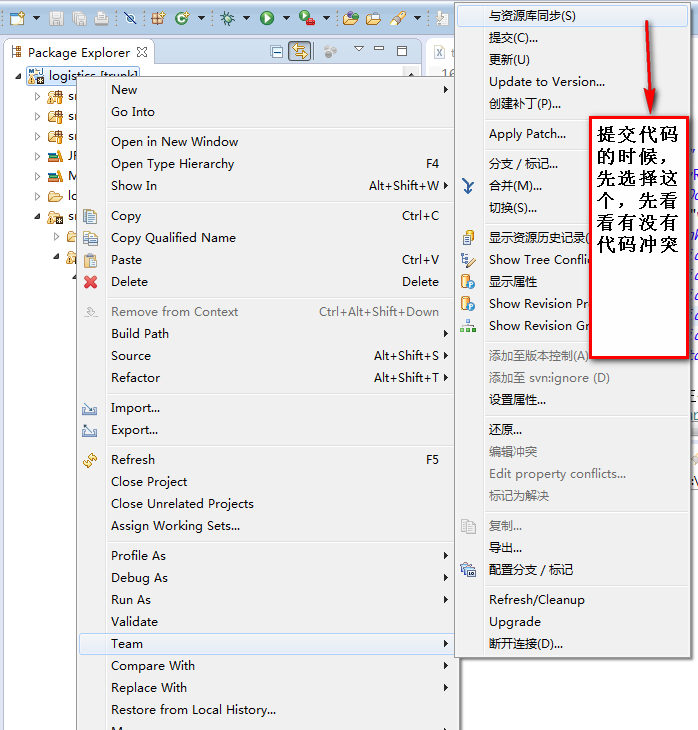 Package Explorer
logistics [trunk]
New
Go Into
Open in New Window
Open Type Hierarchy F4
Show In Alt+Shift+W
Copy Ctrl+C
Copy Qualified Name
Paste Ctrl+V
Delete Delete
Remove from Context Ctrl+Alt+Shift+Down
Build Path
Source Alt+Shift+S
Refactor Alt+Shift+T
Import...
Export...
Refresh F5
Close Project
Close Unrelated Projects
Assign Working Sets...
Profile As
Debug As
Run As
Validate
Team
Compare With
Replace With
Restore from Local History...
与资源库同步(S)
提交(C)...
更新(U)
Update to Version...
创建补丁(P)...
Apply Patch...
分支 / 标记...
合并(M)...
切换(S)...
显示资源历史记录(
Show Tree Confli
显示属性
Show Revision Pr
Show Revision Gr
添加至版本控制(A)
添加至 svn:ignore (D)
设置属性...
还原...
编辑冲突
Edit property conflicts...
标记为解决
复制...
导出...
配置分支 / 标记
Refresh/Cleanup
Upgrade
断开连接(D)...
提交代码
的时候，
先选择这
个，先看
看有没有
代码冲突